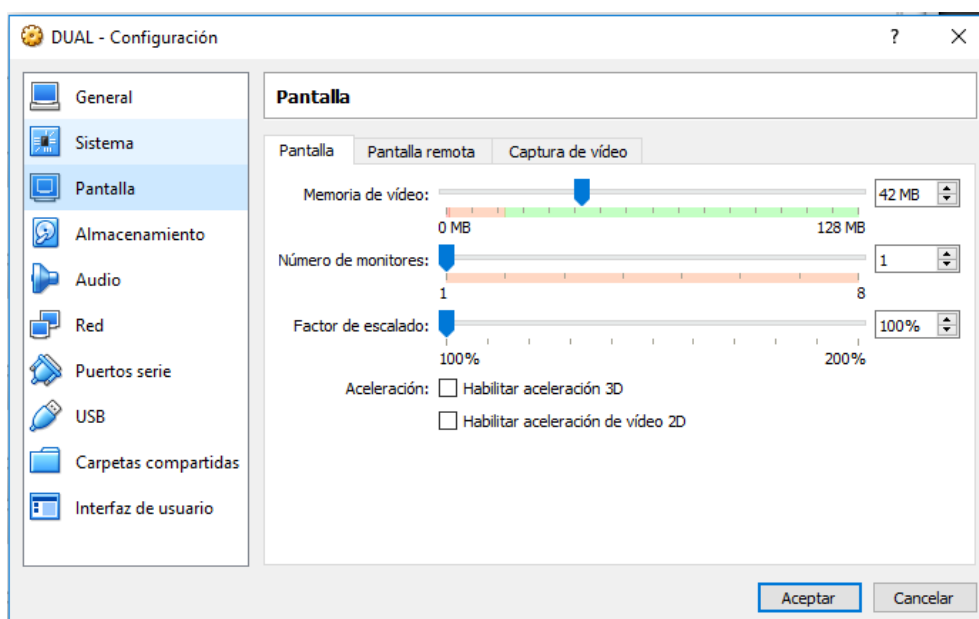 DUAL - Configuración ?
General
Sistema
Pantalla
Almacenamiento
Audio
Red
Puertos serie
USB
Carpetas compartidas
Interfaz de usuario
Pantalla
Pantalla Pantalla remota Captura de vídeo
Memoria de vídeo: 42 MB
0 MB 128 MB
Número de monitores: 1
1 8
Factor de escalado: 100%
100% 200%
Aceleración: Habilitar aceleración 3D
Habilitar aceleración de vídeo 2D
Aceptar Cancelar